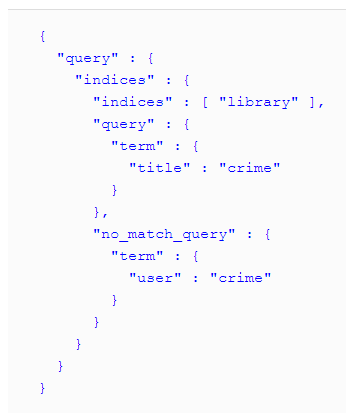 {
  "query" : {
    "indices" : {
      "indices" : [ "library" ],
      "query" : {
        "term" : {
          "title" : "crime"
        }
      },
      "no_match_query" : {
        "term" : {
          "user" : "crime"
        }
      }
    }
  }
}